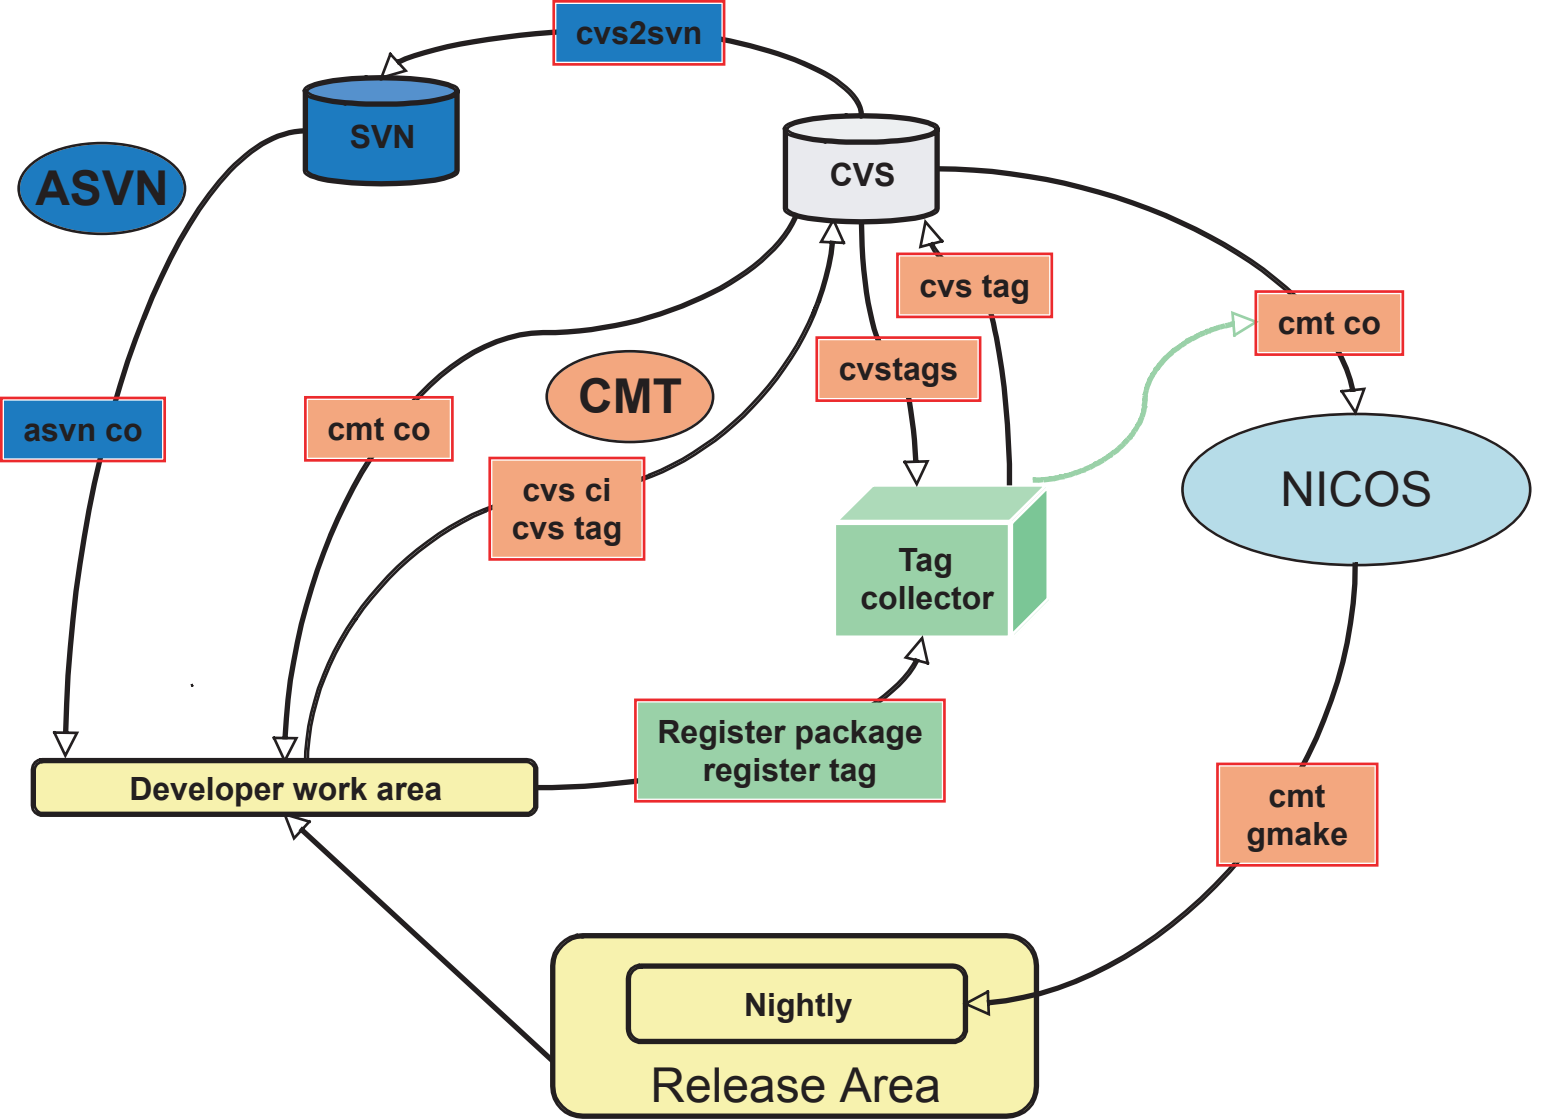 cvs2svn
SVN
ASVN
CVS
cvs tag
cmt co
cvstags
CMT
asvn co
cmt co
cvs ci
cvs tag
NICOS
Tag
collector
Register package
register tag
Developer work area
cmt
gmake
Nightly
Release Area